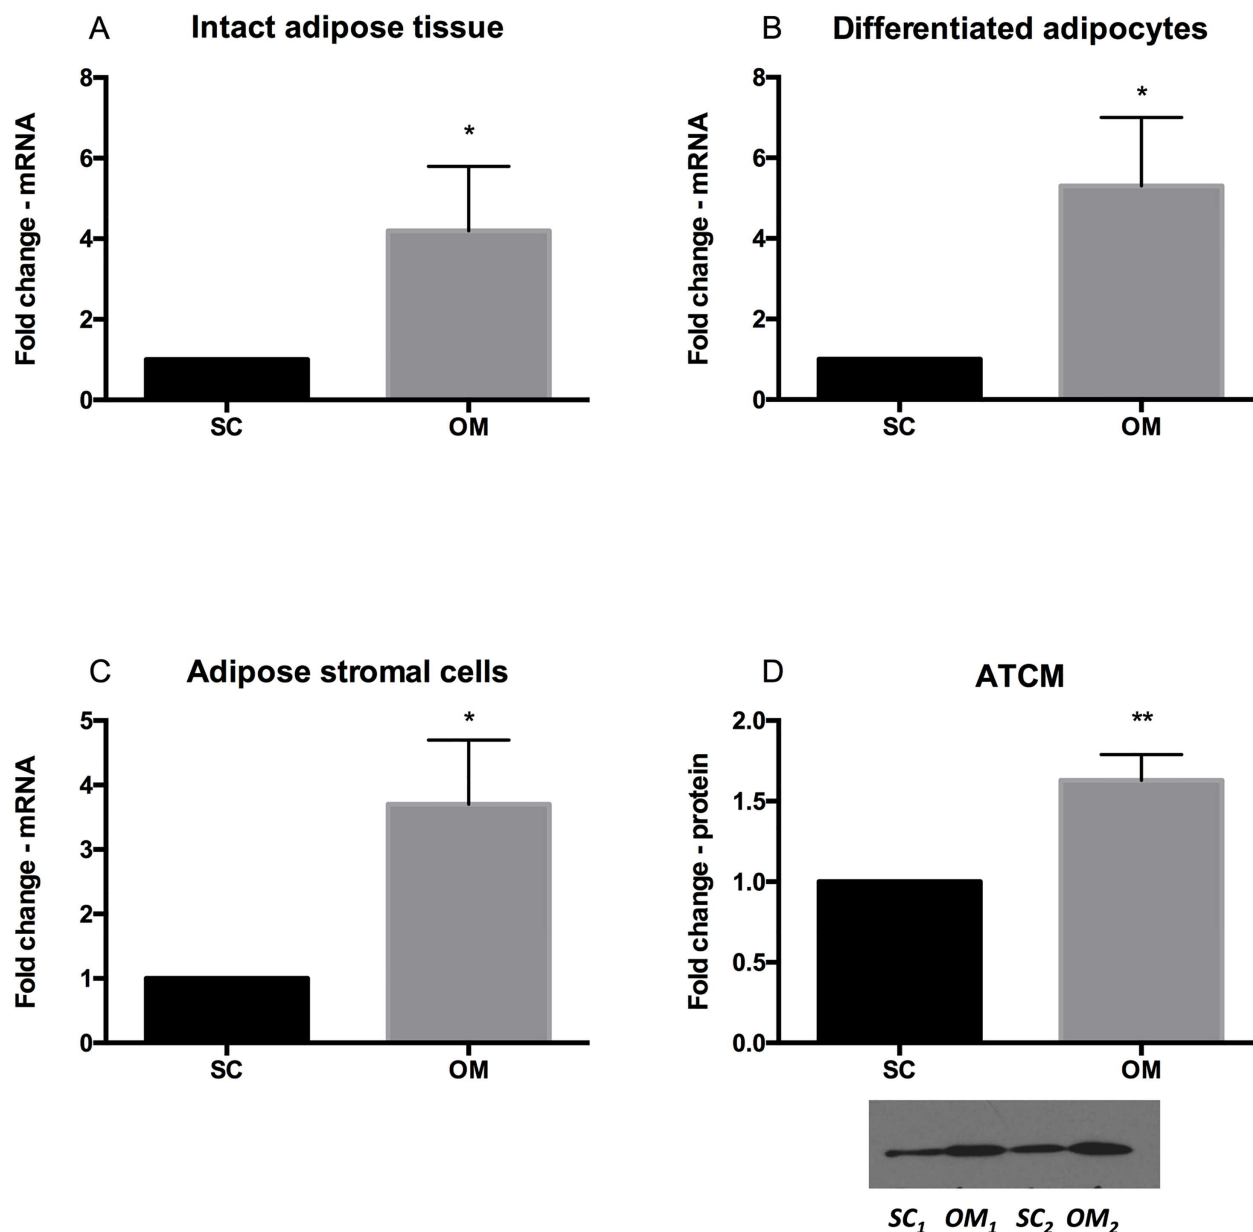 A
Intact adipose tissue
Fold change - mRNA
8
6
4
2
0
*
SC
OM
B
Differentiated adipocytes
Fold change - mRNA
8
6
4
2
0
*
SC
OM
C
Adipose stromal cells
Fold change - mRNA
5
4
3
2
1
0
*
SC
OM
D
ATCM
Fold change - protein
2.0
1.5
1.0
0.5
0.0
**
SC
OM
SC1 OM1 SC2 OM2